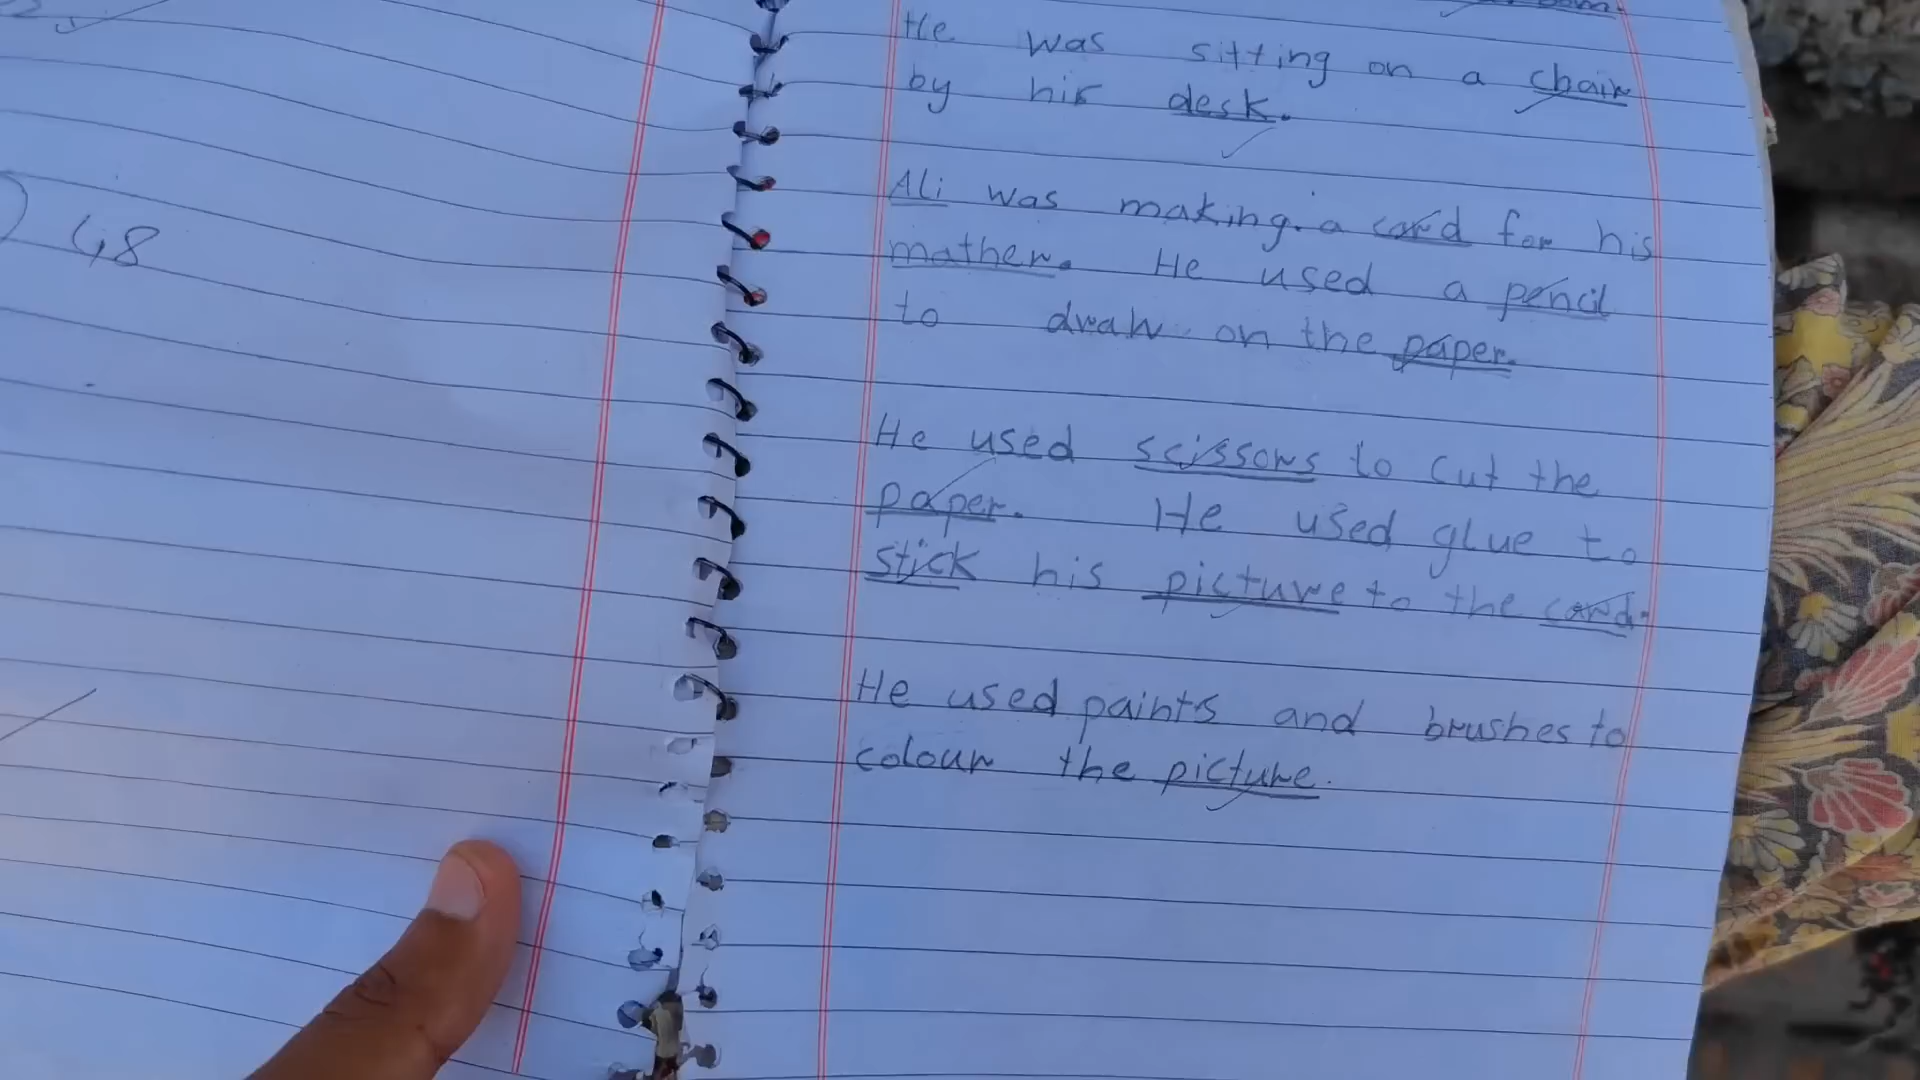 48
He was sitting on a chair
by his desk.
Ali was making a card for his
mather. He used a pencil
to draw on the paper.
He used scissors to cut the
paper. He used glue to
stick his picture to the card.
He used paints and brushes to
colour the picture.